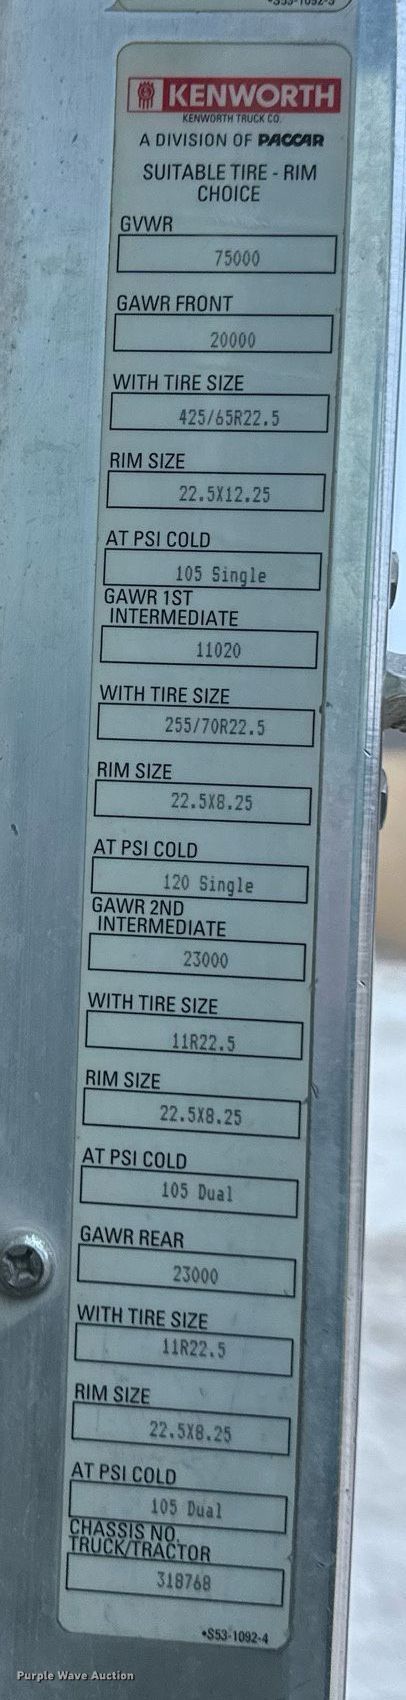 •S53-1092-3
KENWORTH
KENWORTH TRUCK CO.
A DIVISION OF PACCAR
SUITABLE TIRE - RIM
CHOICE
GVWR
75000
GAWR FRONT
20000
WITH TIRE SIZE
425/65R22.5
RIM SIZE
22.5X12.25
AT PSI COLD
105 Single
GAWR 1ST
INTERMEDIATE
11020
WITH TIRE SIZE
255/70R22.5
RIM SIZE
22.5X8.25
AT PSI COLD
120 Single
GAWR 2ND
INTERMEDIATE
23000
WITH TIRE SIZE
11R22.5
RIM SIZE
22.5X8.25
AT PSI COLD
105 Dual
GAWR REAR
23000
WITH TIRE SIZE
11R22.5
RIM SIZE
22.5X8.25
AT PSI COLD
105 Dual
CHASSIS NO.
TRUCK/TRACTOR
318768
•S53-1092-4
Purple Wave Auction